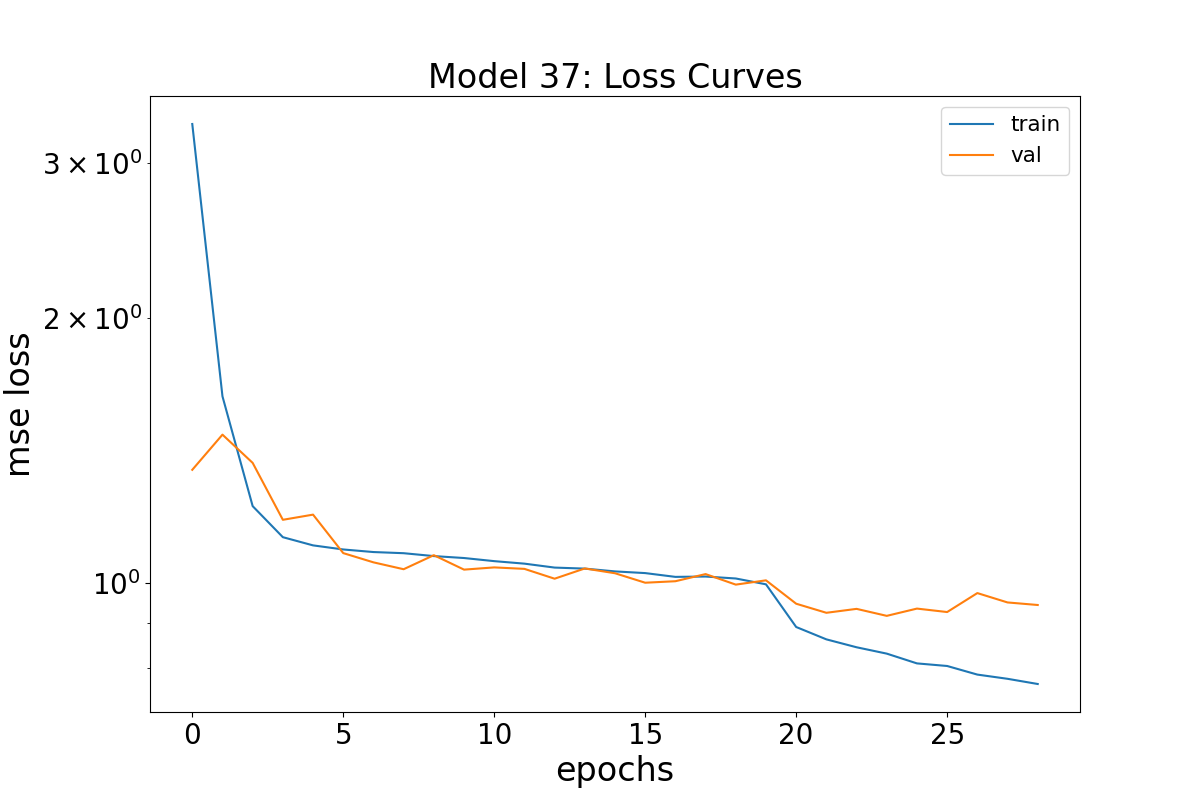 Model 37: Loss Curves
train
val
3 × 10⁰
2 × 10⁰
10⁰
mse loss
0 5 10 15 20 25
epochs